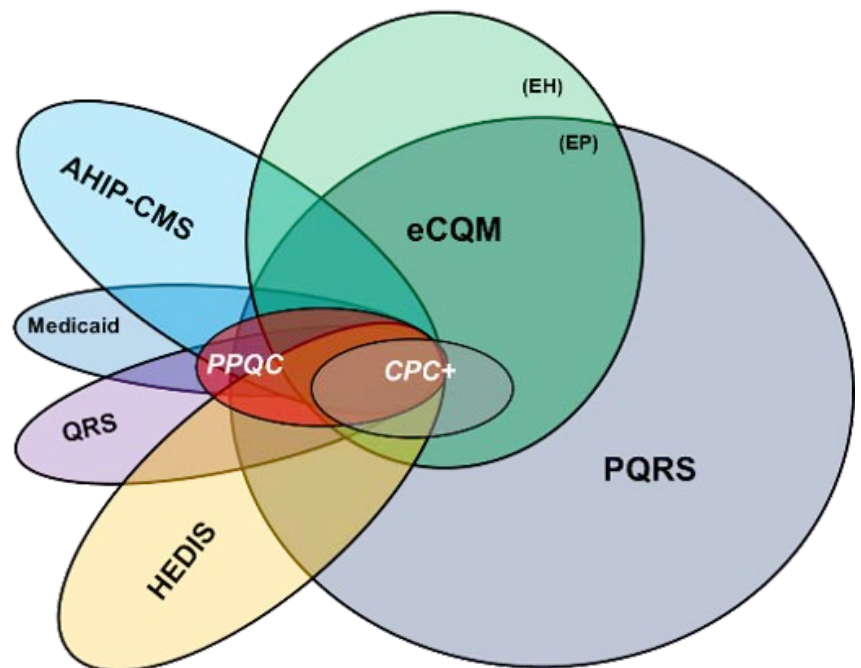 (EH)
(EP)
AHIP-CMS
eCQM
Medicaid
PPQC
CPC+
QRS
PQRS
HEDIS